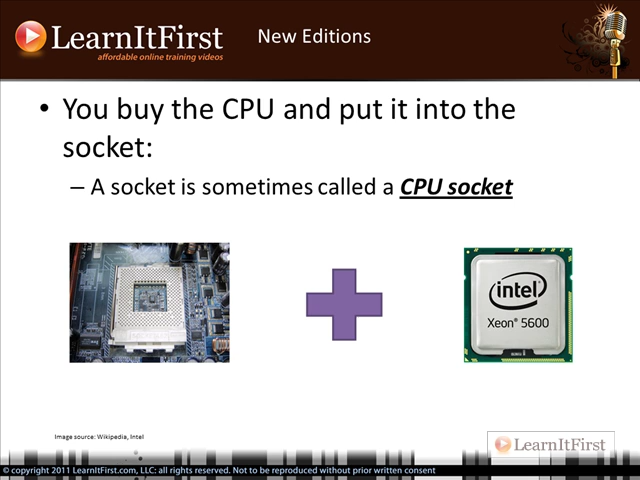 LearnItFirst
affordable online training videos
New Editions
• You buy the CPU and put it into the
socket:
– A socket is sometimes called a CPU socket
intel
Xeon® 5600
Image source: Wikipedia, Intel
LearnItFirst
© copyright 2011 LearnItFirst.com, LLC: all rights reserved. Not to be reproduced without prior written consent